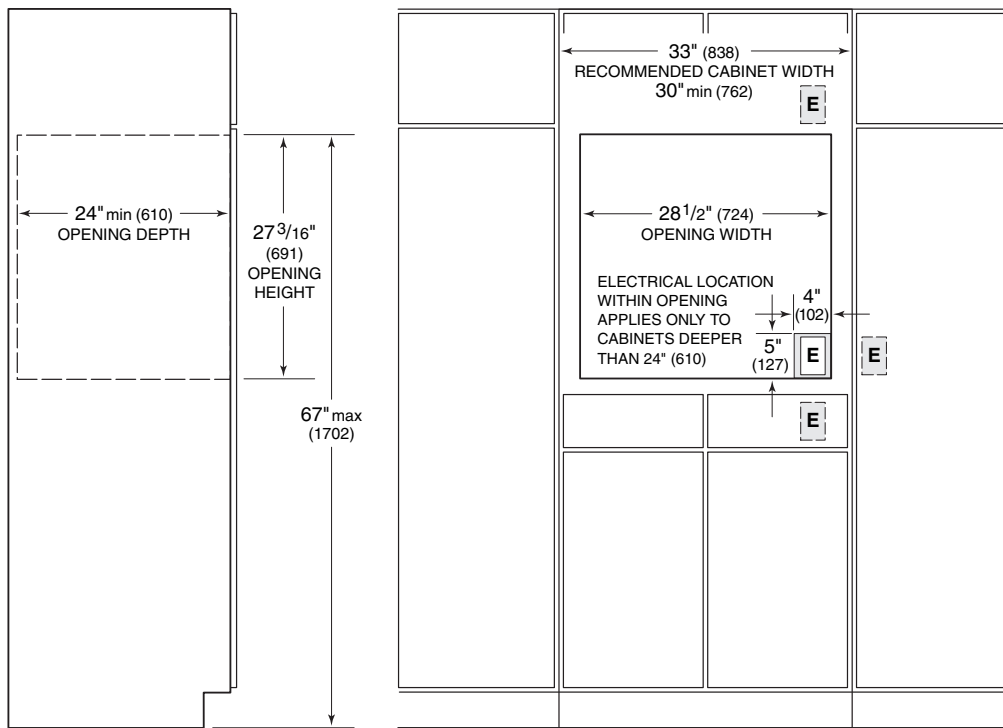 33" (838)
RECOMMENDED CABINET WIDTH
30" min (762)
E
24" min (610)
OPENING DEPTH
27 3/16"
(691)
OPENING
HEIGHT
28 1/2" (724)
OPENING WIDTH
ELECTRICAL LOCATION
WITHIN OPENING
APPLIES ONLY TO
CABINETS DEEPER
THAN 24" (610)
4"
(102)
5"
(127)
E
E
67" max
(1702)
E